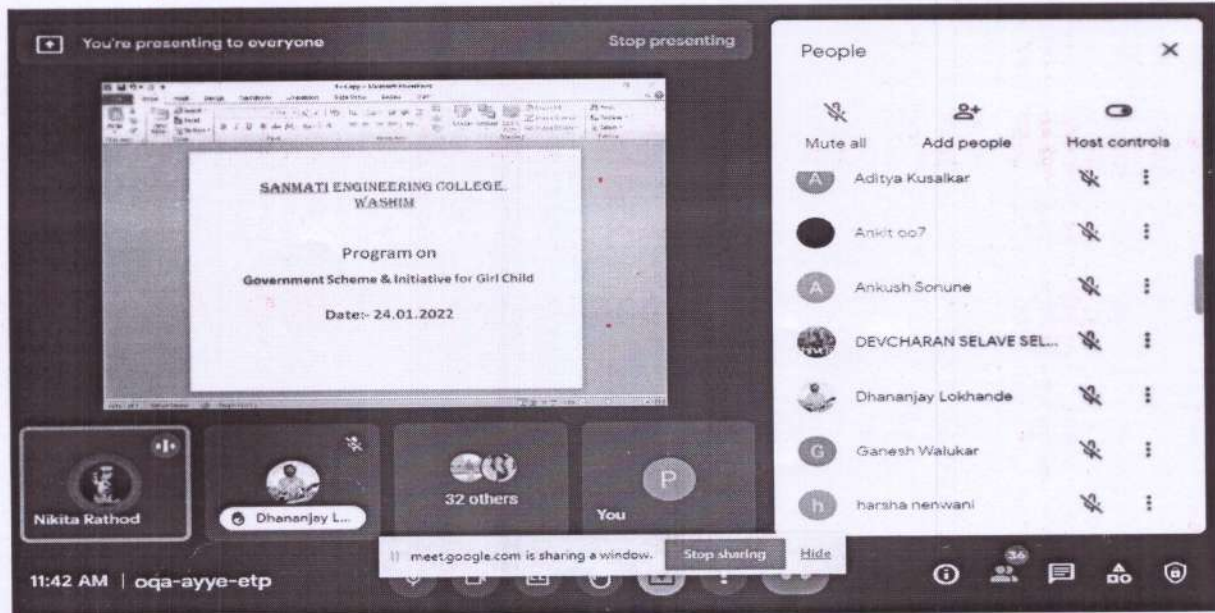 You're presenting to everyone
Stop presenting
SANMATI ENGINEERING COLLEGE,
WASHIM
Program on
Government Scheme & Initiative for Girl Child
Date:- 24.01.2022
Nikita Rathod
Dhananjay L...
32 others
P
You
meet.google.com is sharing a window.
Stop sharing
Hide
11:42 AM | oqa-ayye-etp
People
Mute all
Add people
Host controls
A
Aditya Kusalkar
Ankit oo7
A
Ankush Sonune
DEVCHARAN SELAVE SEL...
Dhananjay Lokhande
G
Ganesh Walukar
h
harsha nenwani
36